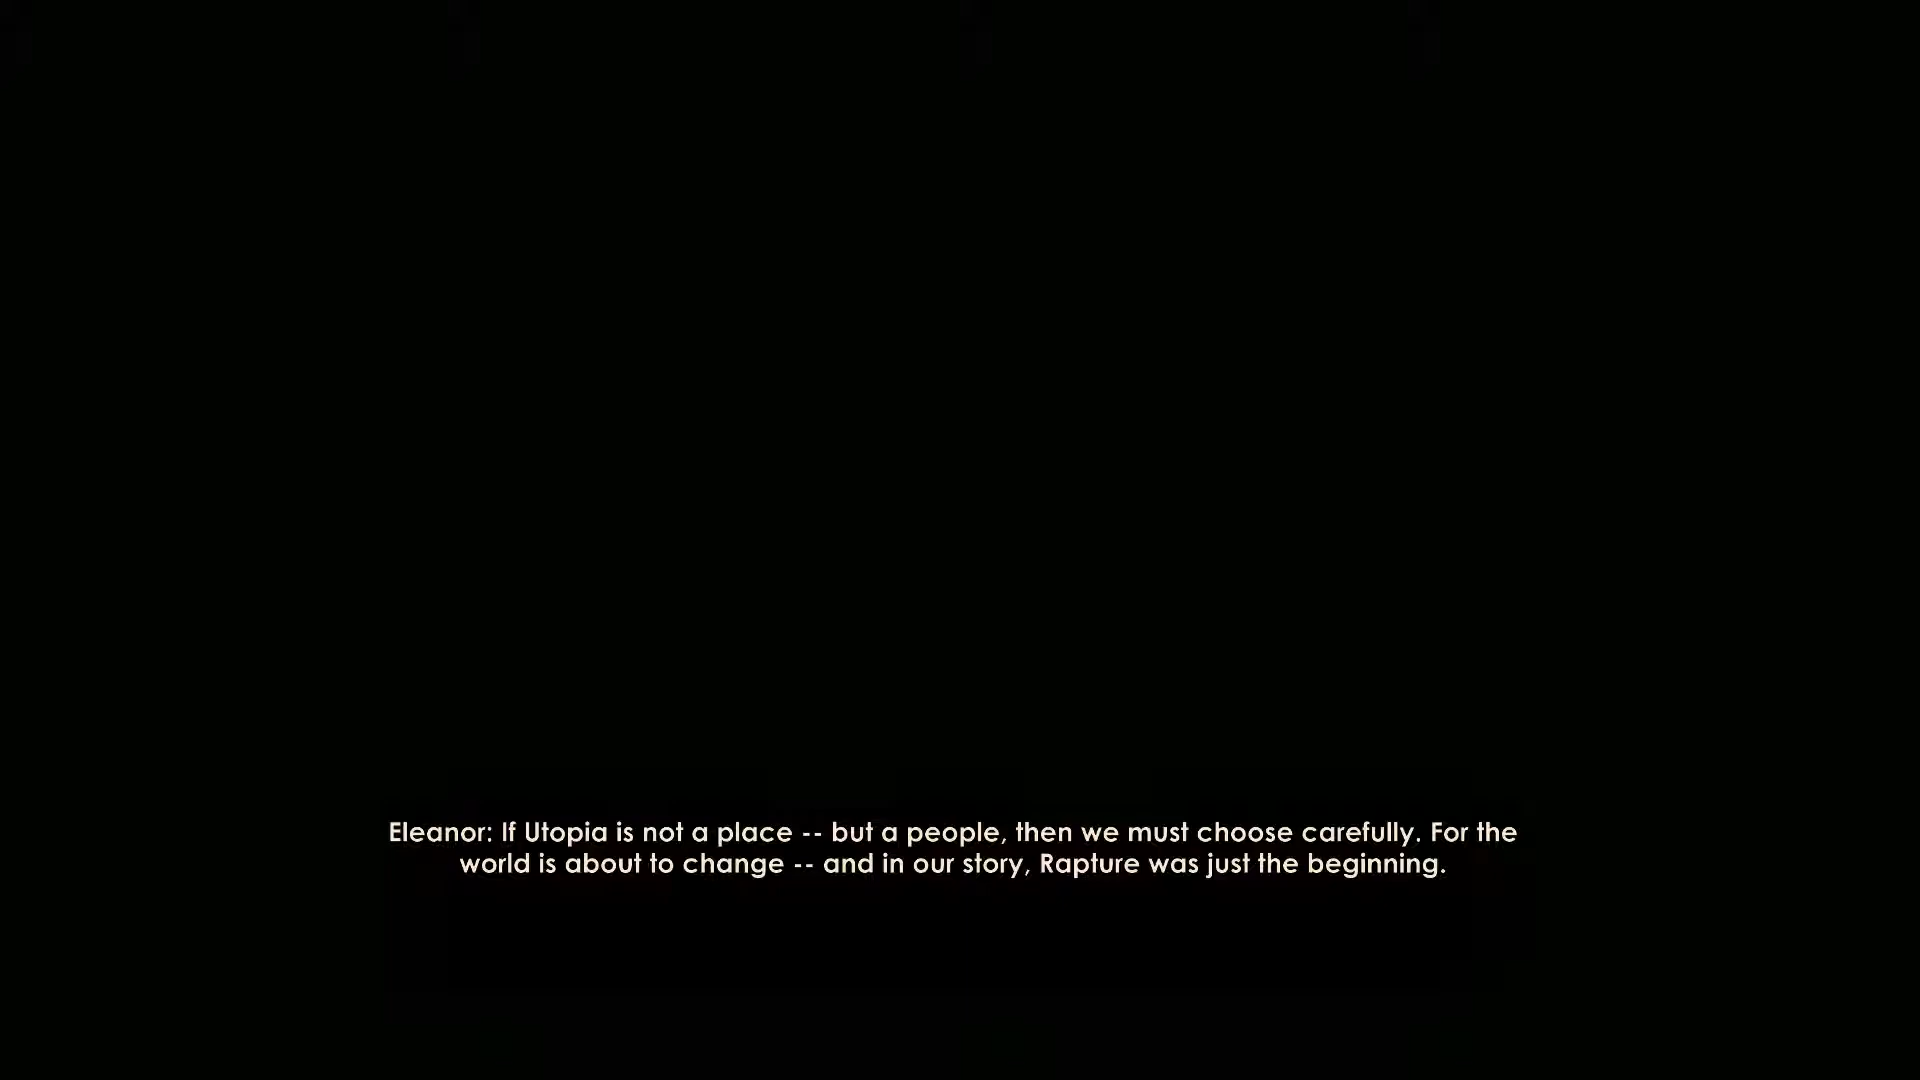 Eleanor: If Utopia is not a place -- but a people, then we must choose carefully. For the
world is about to change -- and in our story, Rapture was just the beginning.